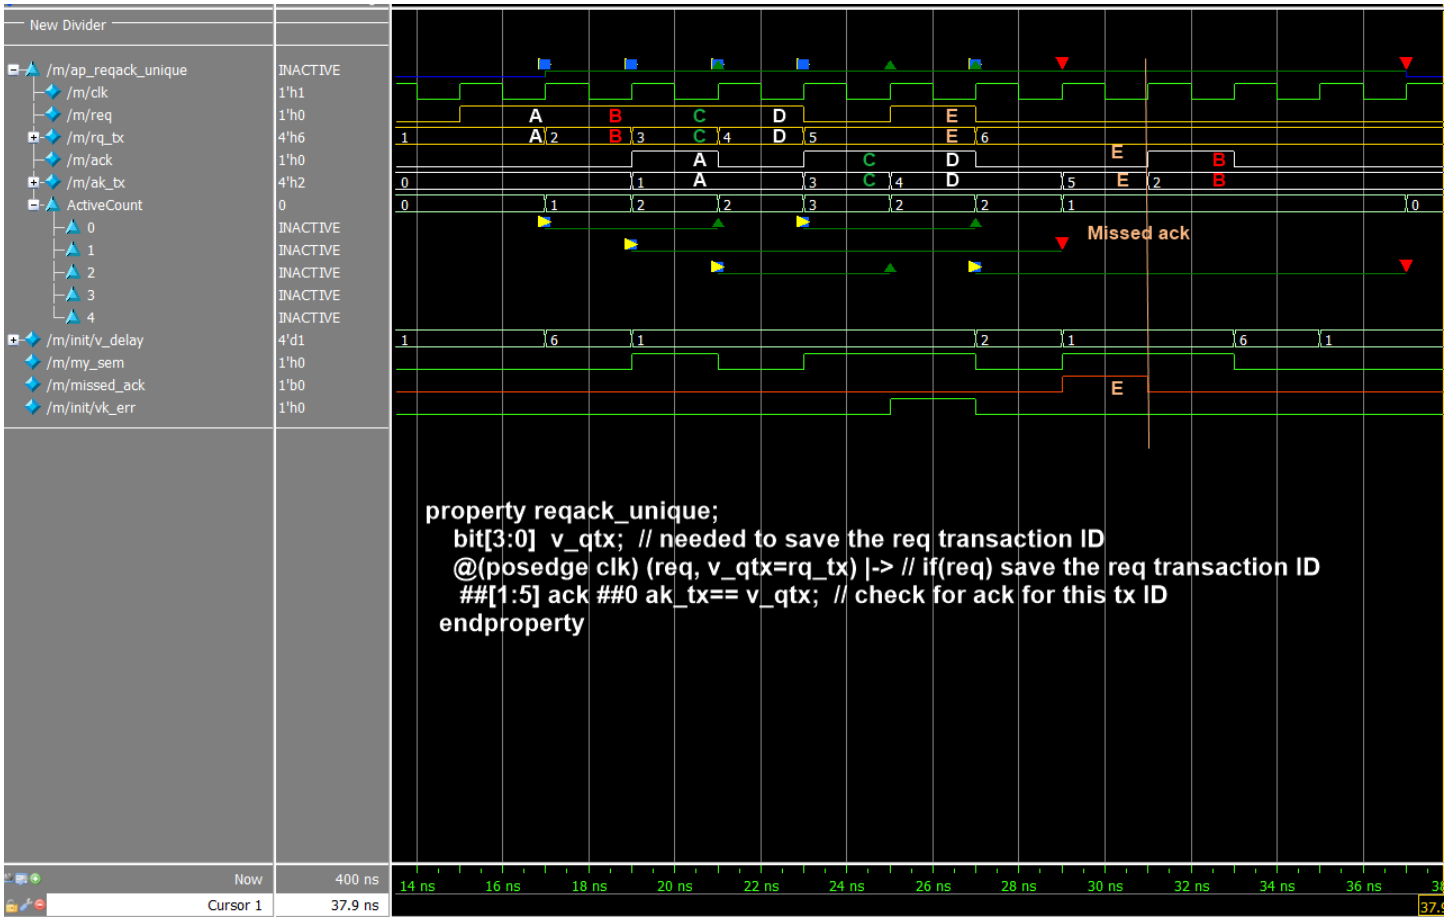 New Divider
/m/ap_reqack_unique INACTIVE
/m/clk 1'h1
/m/req 1'h0 A B C D E
/m/rq_tx 4'h6 1 A 2 B 3 C 4 D 5 E 6
/m/ack 1'h0 A C D E B
/m/ak_tx 4'h2 0 1 A 3 C 4 D 5 E 2 B
ActiveCount 0 0 1 2 2 3 2 2 1 0
0 INACTIVE
Missed ack
1 INACTIVE
2 INACTIVE
3 INACTIVE
4 INACTIVE
/m/init/v_delay 4'd1 1 6 1 2 1 6 1
/m/my_sem 1'h0
/m/missed_ack 1'b0 E
/m/init/vk_err 1'h0
property reqack_unique;
bit[3:0] v_qtx; // needed to save the req transaction ID
@(posedge clk) (req, v_qtx=rq_tx) |-> // if(req) save the req transaction ID
##[1:5] ack ##0 ak_tx== v_qtx; // check for ack for this tx ID
endproperty
Now 400 ns 14 ns 16 ns 18 ns 20 ns 22 ns 24 ns 26 ns 28 ns 30 ns 32 ns 34 ns 36 ns 38
Cursor 1 37.9 ns 37.9